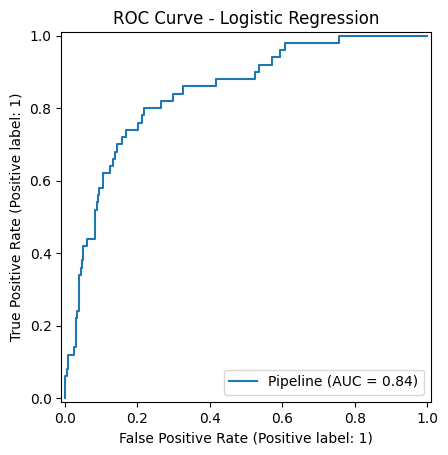 ROC Curve - Logistic Regression
True Positive Rate (Positive label: 1)
1.0
0.8
0.6
0.4
0.2
0.0
Pipeline (AUC = 0.84)
0.0 0.2 0.4 0.6 0.8 1.0
False Positive Rate (Positive label: 1)